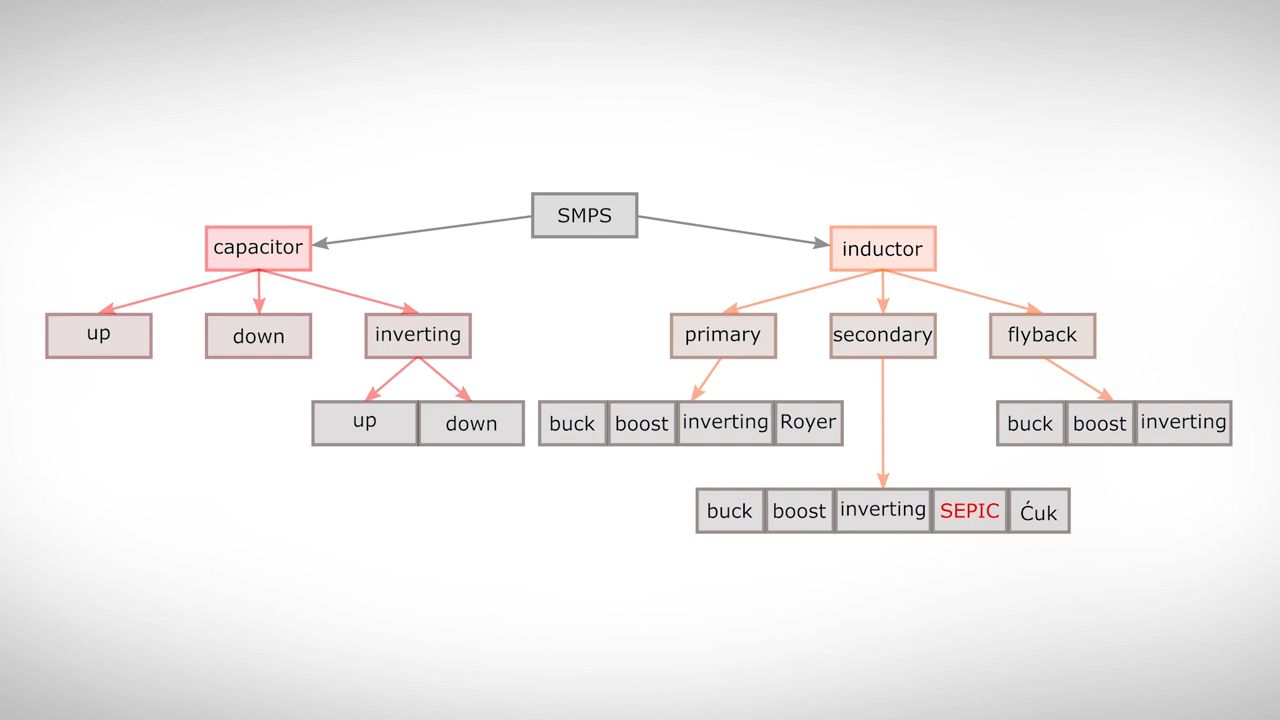 SMPS
capacitor
inductor
up
down
inverting
primary
secondary
flyback
up
down
buck
boost
inverting
Royer
buck
boost
inverting
buck
boost
inverting
SEPIC
Ćuk